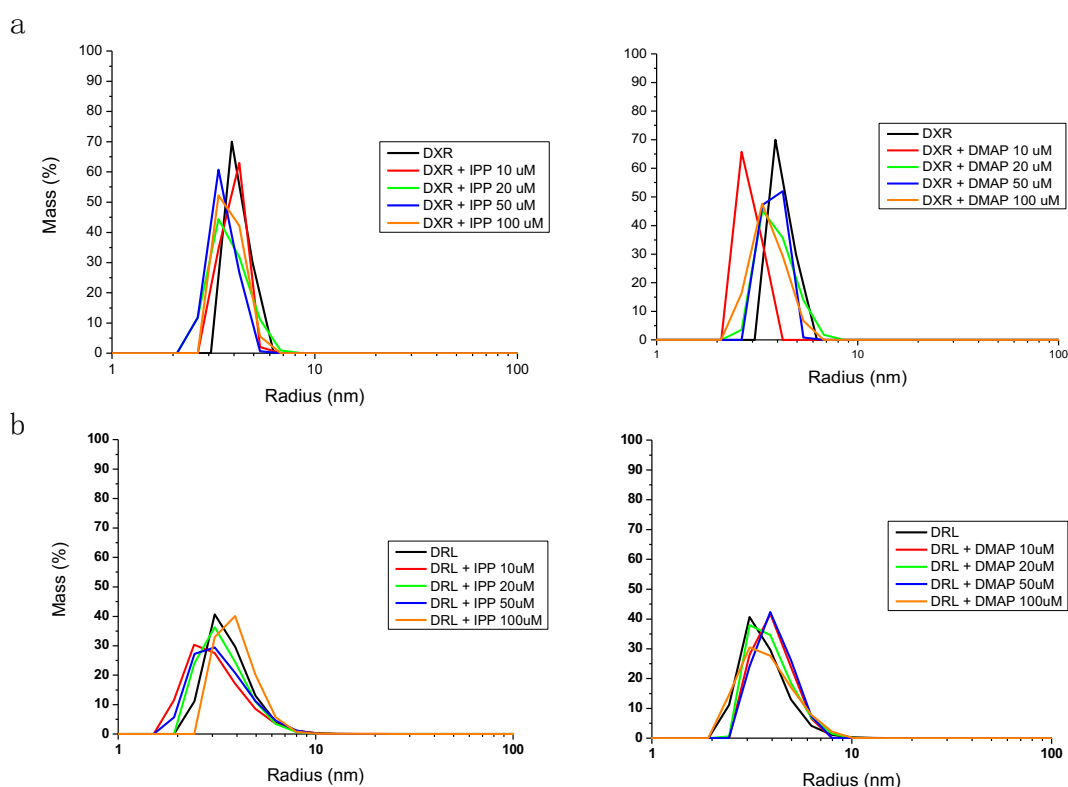 a
100
90
80
70
60
50
40
30
20
10
0
Mass (%)
1
10
100
Radius (nm)
DXR
DXR + IPP 10 uM
DXR + IPP 20 uM
DXR + IPP 50 uM
DXR + IPP 100 uM
100
90
80
70
60
50
40
30
20
10
0
1
10
100
Radius (nm)
DXR
DXR + DMAP 10 uM
DXR + DMAP 20 uM
DXR + DMAP 50 uM
DXR + DMAP 100 uM
b
100
90
80
70
60
50
40
30
20
10
0
Mass (%)
1
10
100
Radius (nm)
DRL
DRL + IPP 10uM
DRL + IPP 20uM
DRL + IPP 50uM
DRL + IPP 100uM
100
90
80
70
60
50
40
30
20
10
0
1
10
100
Radius (nm)
DRL
DRL + DMAP 10uM
DRL + DMAP 20uM
DRL + DMAP 50uM
DRL + DMAP 100uM